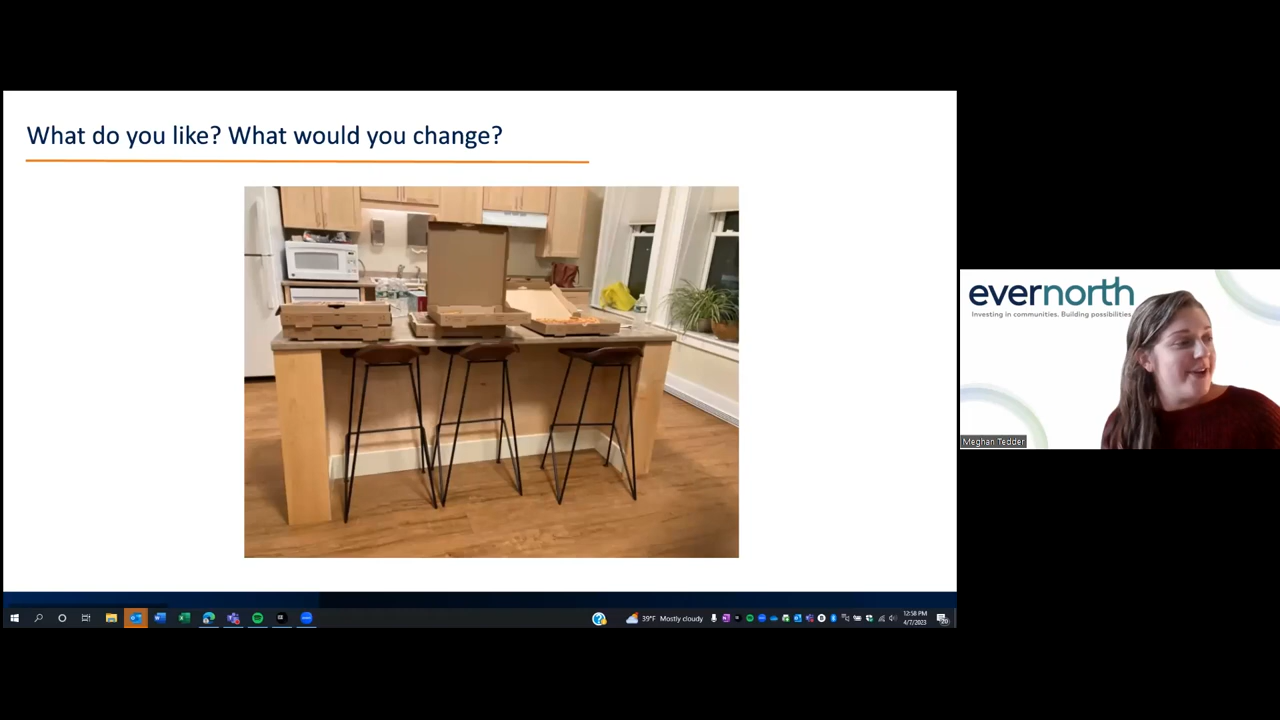 What do you like? What would you change?
evernorth
Investing in communities. Building possibilities.
Meghan Tedder
39°F Mostly cloudy
12:58 PM
4/7/2023
20